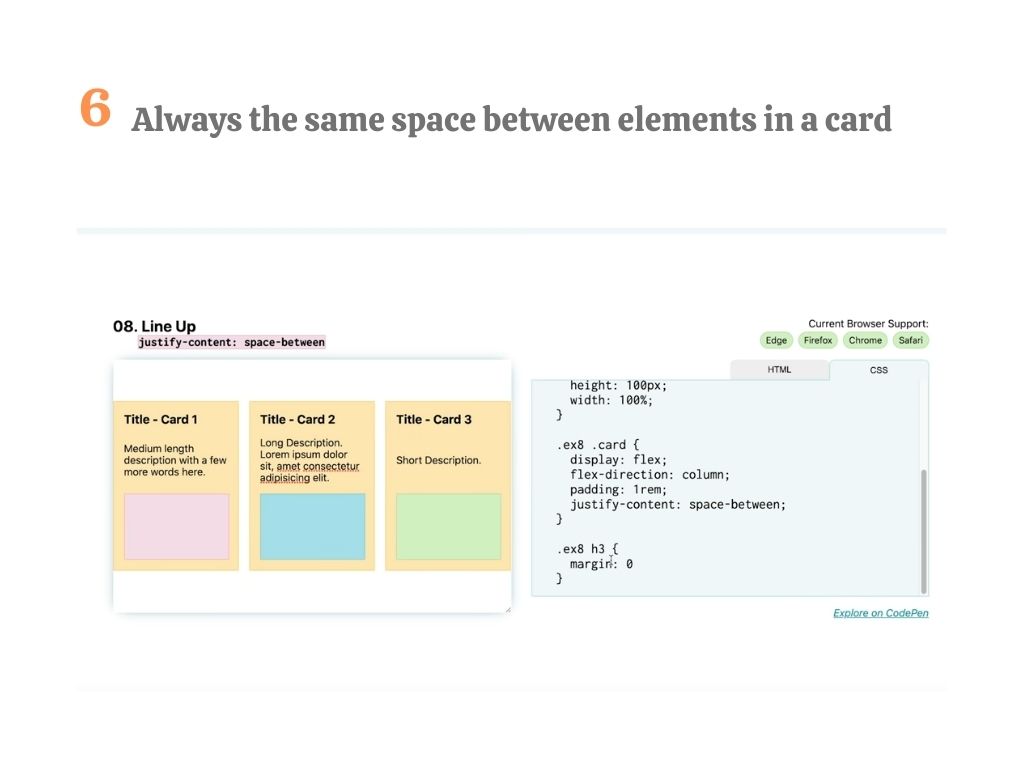 6 Always the same space between elements in a card
08. Line Up
justify-content: space-between
Current Browser Support:
Edge Firefox Chrome Safari
HTML CSS
Title - Card 1
Medium length
description with a few
more words here.
Title - Card 2
Long Description.
Lorem ipsum dolor
sit, amet consectetur
adipisicing elit.
Title - Card 3
Short Description.
height: 100px;
width: 100%;
}
.ex8 .card {
display: flex;
flex-direction: column;
padding: 1rem;
justify-content: space-between;
}
.ex8 h3 {
margin: 0
}
Explore on CodePen